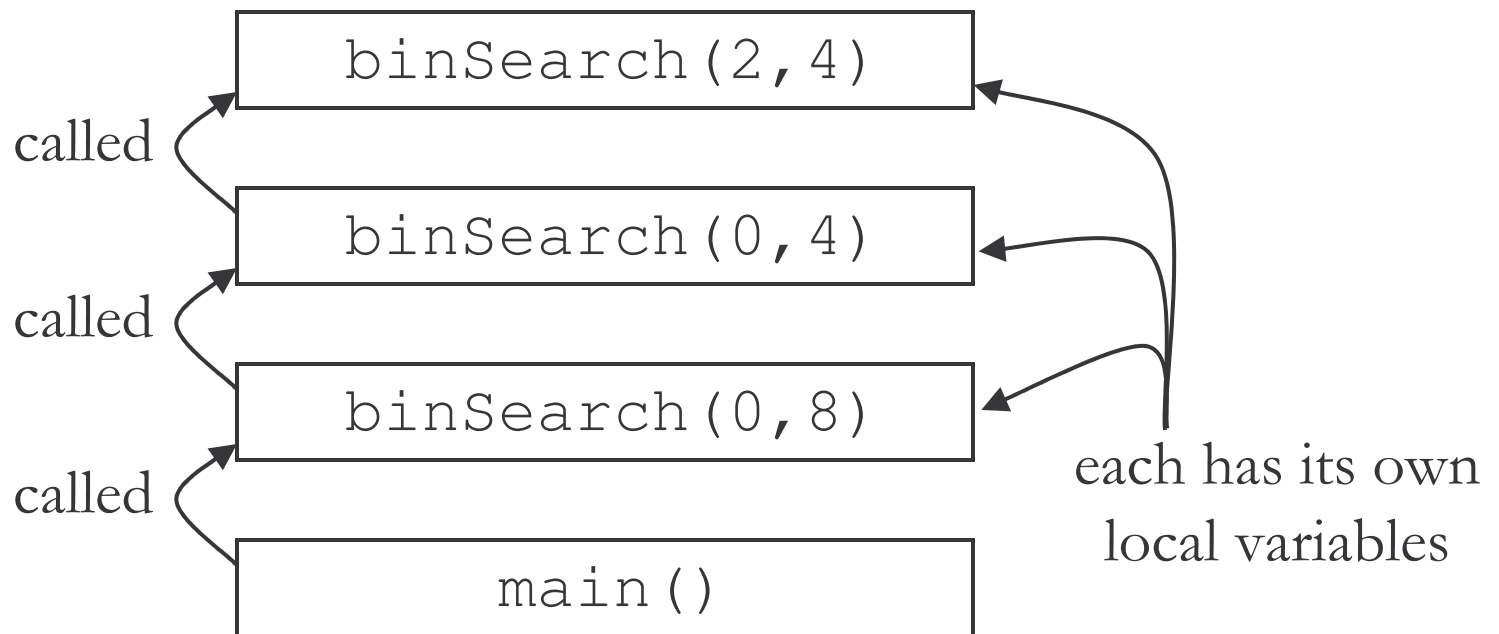 binSearch(2,4)
called
binSearch(0,4)
called
binSearch(0,8)
each has its own
local variables
called
main()